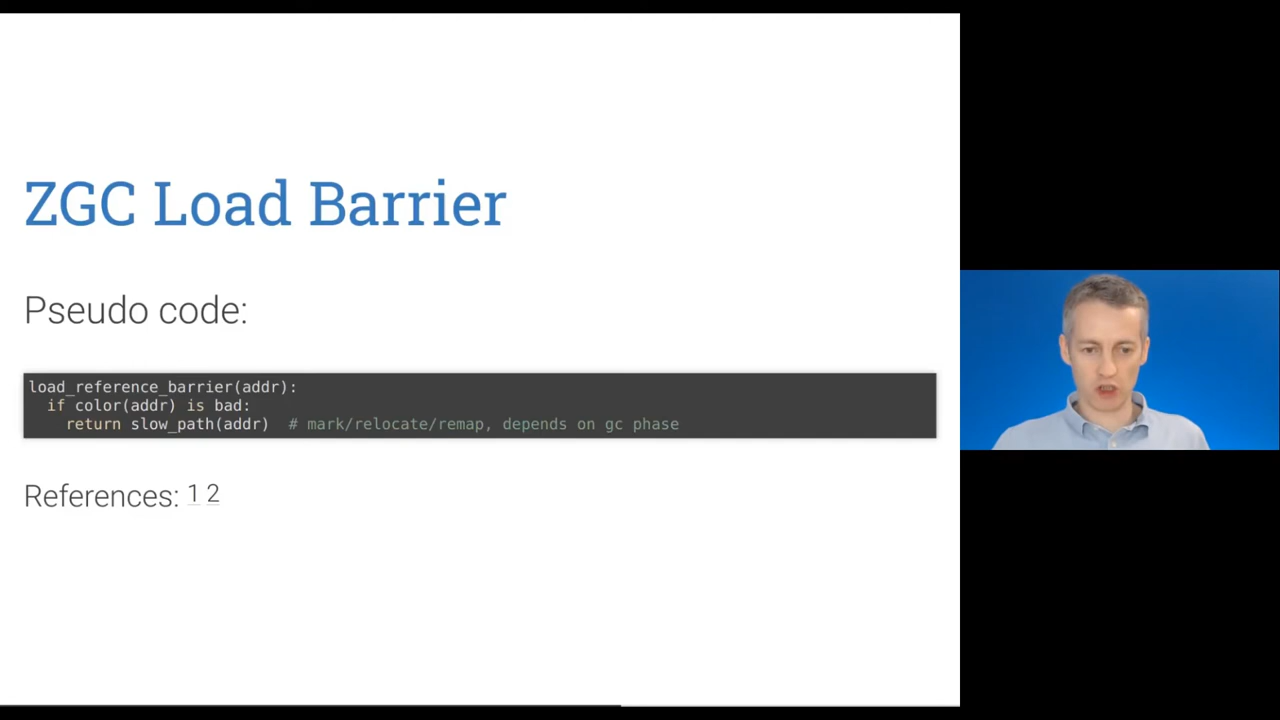 ZGC Load Barrier
Pseudo code:
load_reference_barrier(addr):
  if color(addr) is bad:
    return slow_path(addr)  # mark/relocate/remap, depends on gc phase
References: 1 2